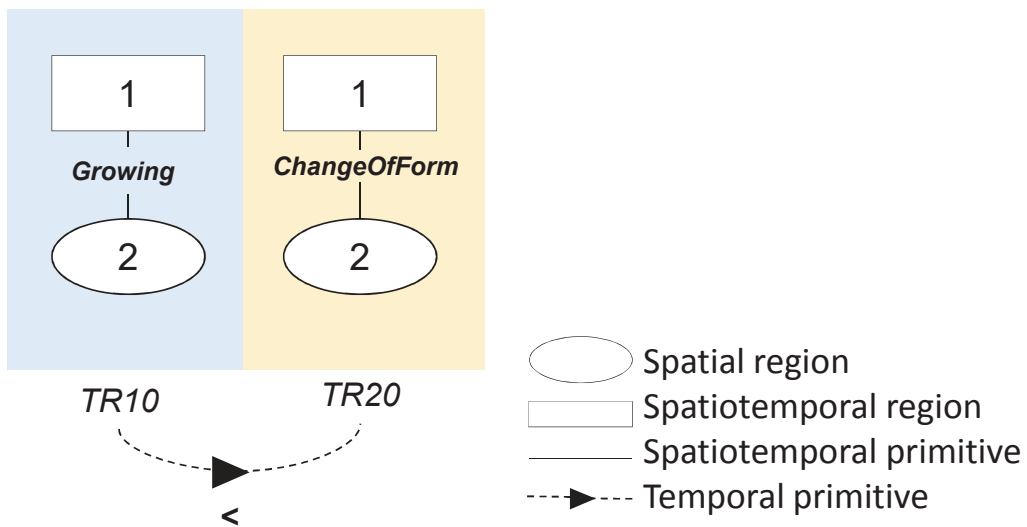 1
1
Growing
ChangeOfForm
2
2
TR10
TR20
<
Spatial region
Spatiotemporal region
Spatiotemporal primitive
Temporal primitive